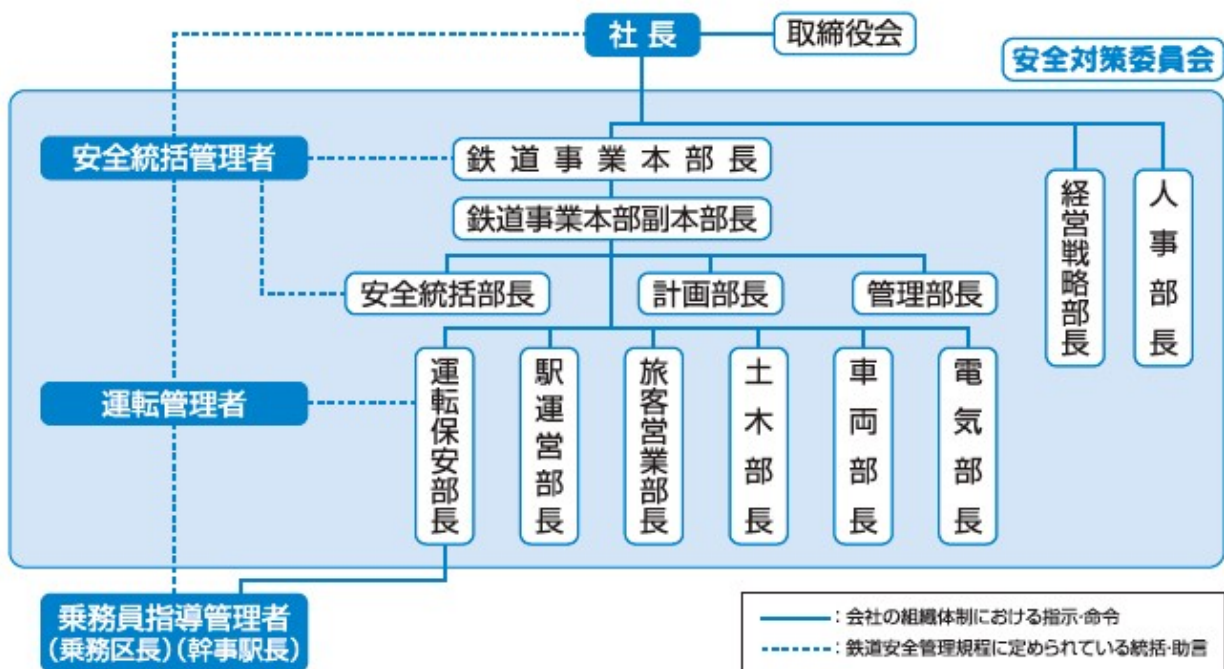 社長
取締役会
安全対策委員会
安全統括管理者
鉄道事業本部長
鉄道事業本部副本部長
経営戦略部長
人事部長
安全統括部長
計画部長
管理部長
運転管理者
運転保安部長
駅運営部長
旅客営業部長
土木部長
車両部長
電気部長
乗務員指導管理者
(乗務区長)(幹事駅長)
：会社の組織体制における指示・命令
：鉄道安全管理規程に定められている統括・助言